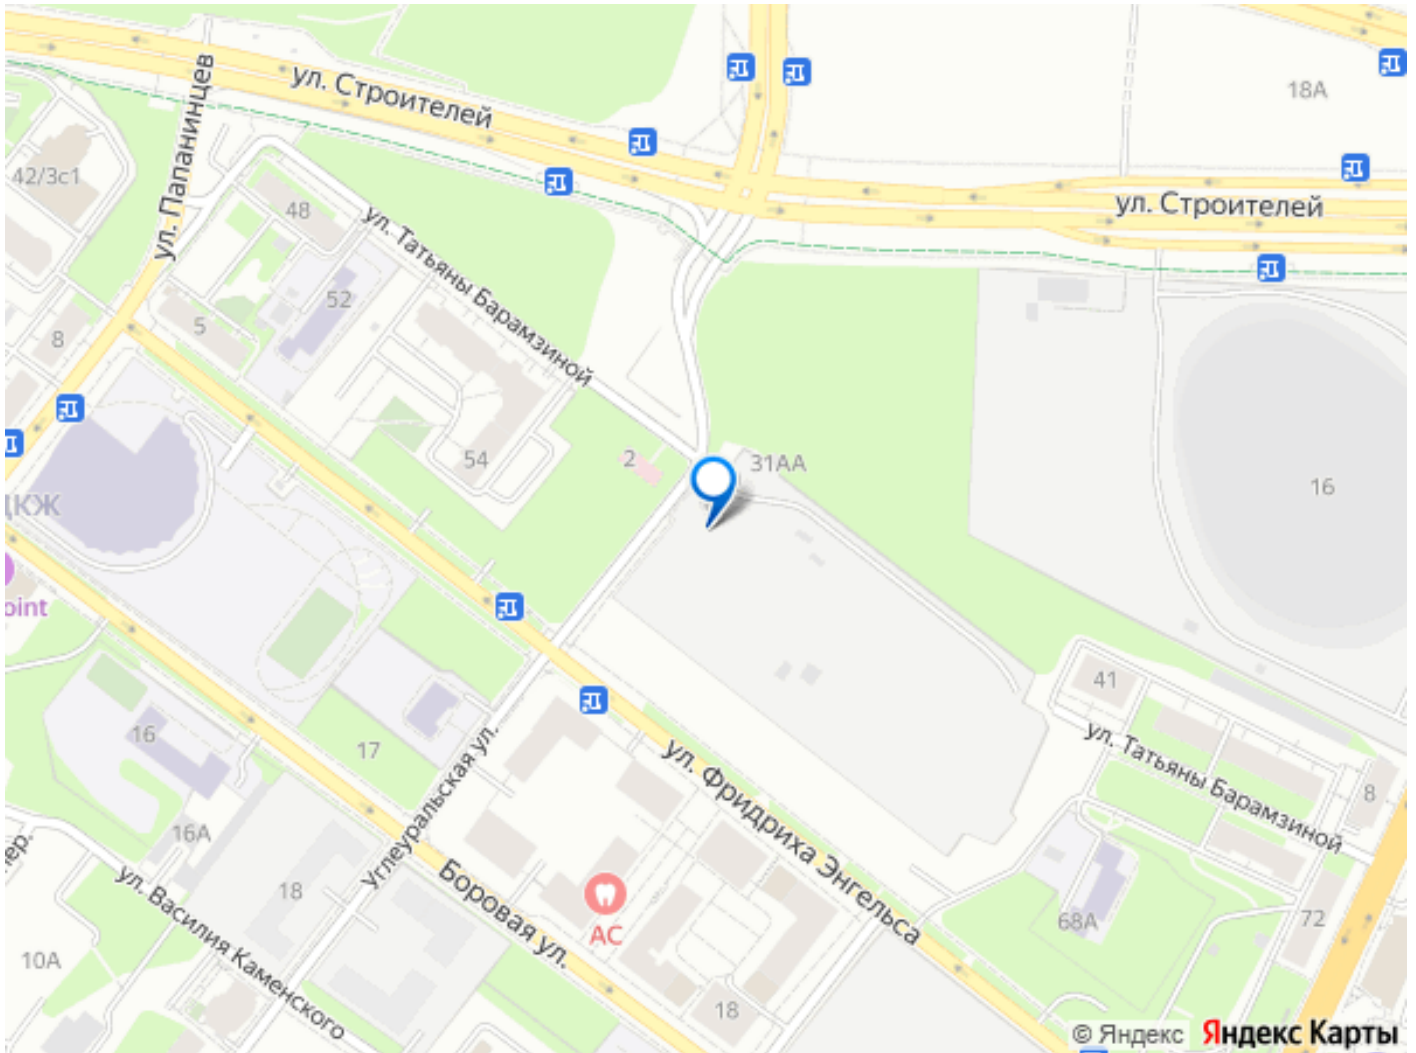 ул. Строителей
18А
ул. Папанинцев
42/3с1
48
ул. Татьяны Барамзиной
ул. Строителей
52
5
8
54
2
31АА
16
ДКЖ
oint
41
16
17
Углеуральская ул.
ул. Фридриха Энгельса
ул. Татьяны Барамзиной
8
16А
18
Боровая ул.
АС
ул. Василия Каменского
68А
72
10А
18
© Яндекс Яндекс Карты